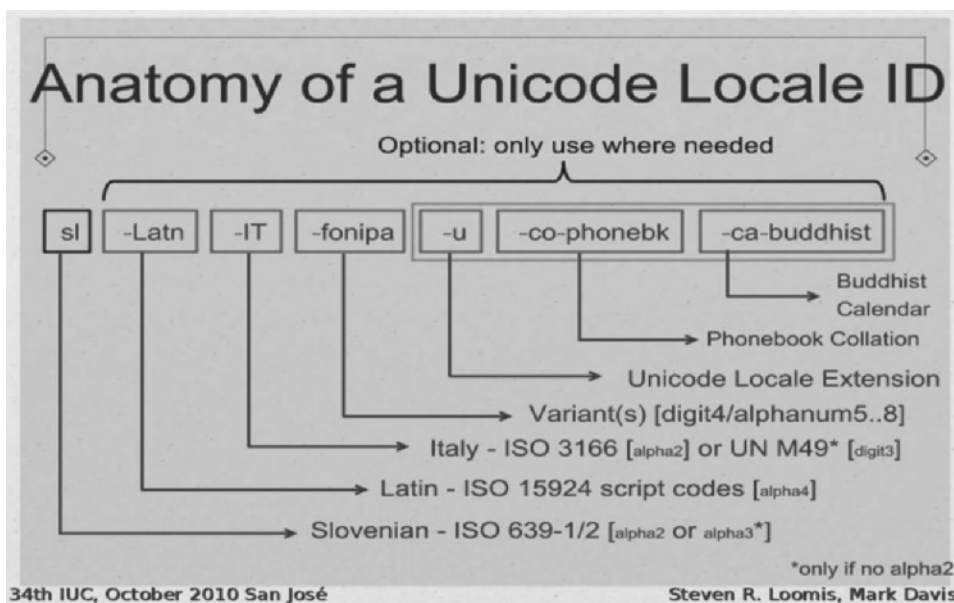 Anatomy of a Unicode Locale ID
Optional: only use where needed
sl -Latn -IT -fonipa -u -co-phonebk -ca-buddhist
Buddhist
Calendar
Phonebook Collation
Unicode Locale Extension
Variant(s) [digit4/alphanum5..8]
Italy - ISO 3166 [alpha2] or UN M49* [digit3]
Latin - ISO 15924 script codes [alpha4]
Slovenian - ISO 639-1/2 [alpha2 or alpha3*]
*only if no alpha2
34th IUC, October 2010 San José
Steven R. Loomis, Mark Davis